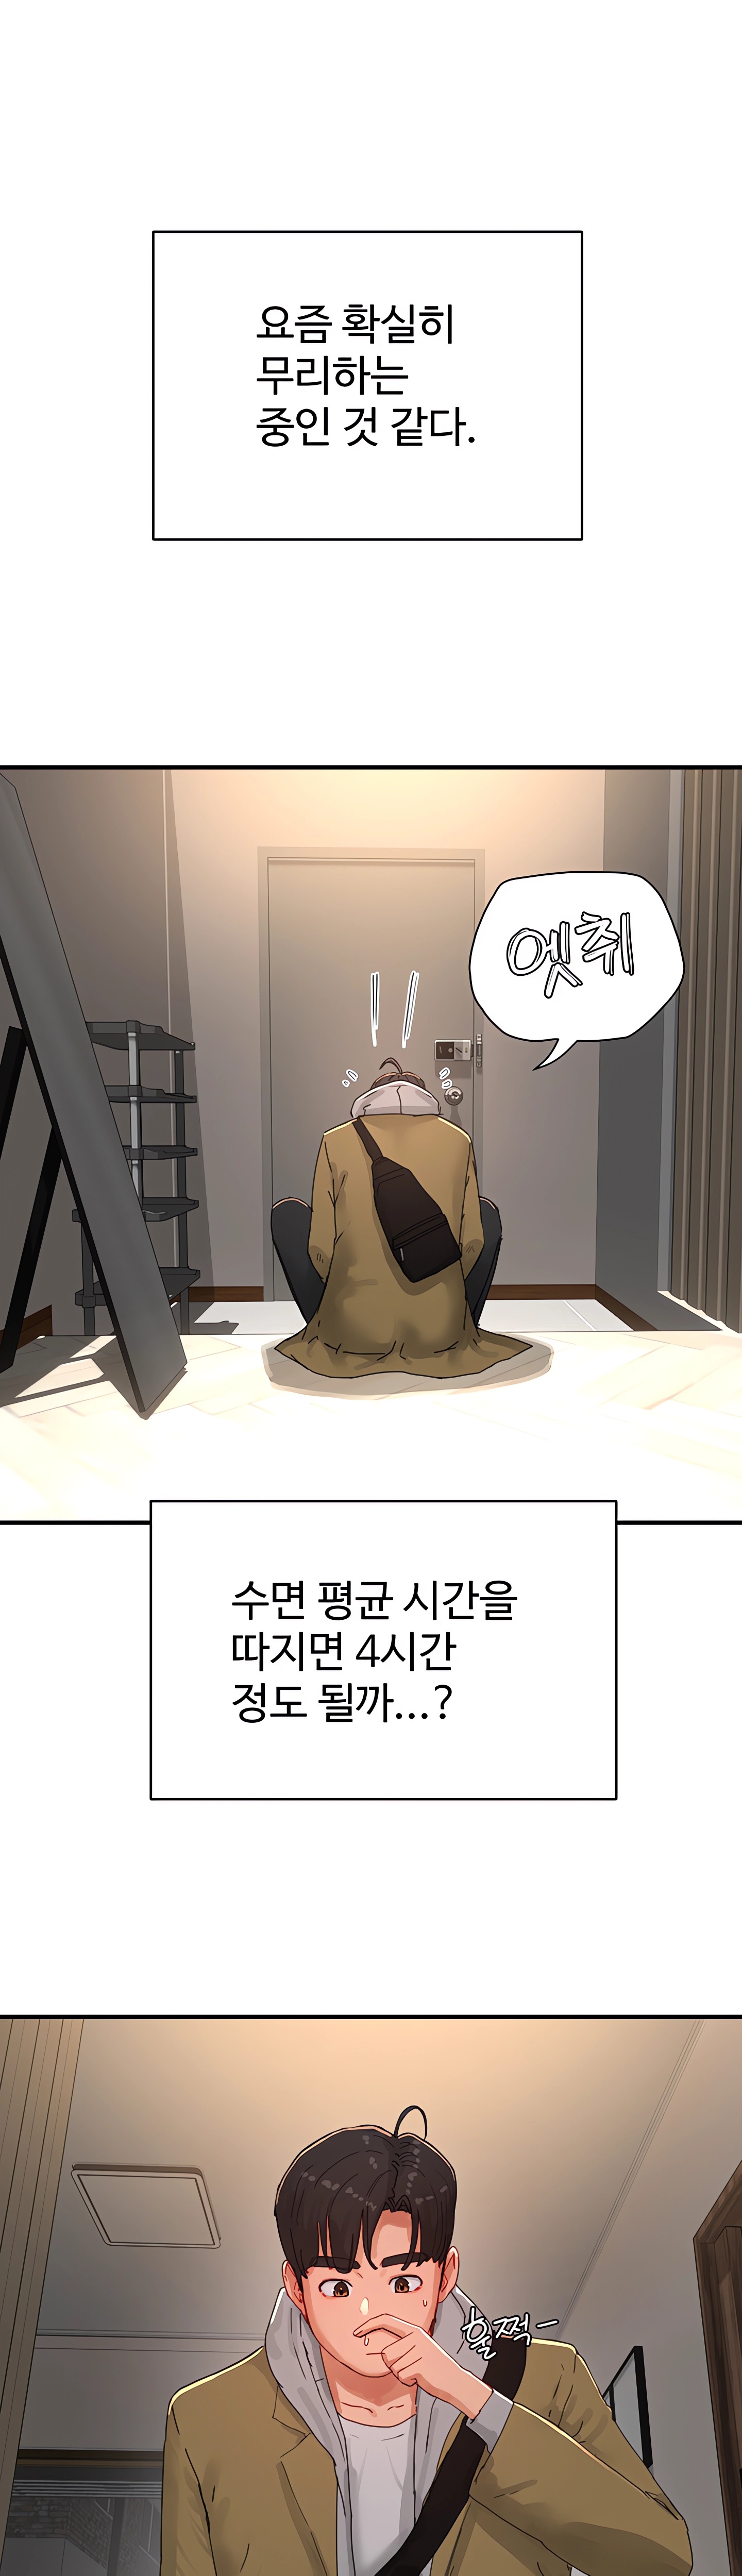 요즘 확실히
무리하는
중인 것 같다.
엣취
수면 평균 시간을
따지면 4시간
정도 될까...?
훌쩍-